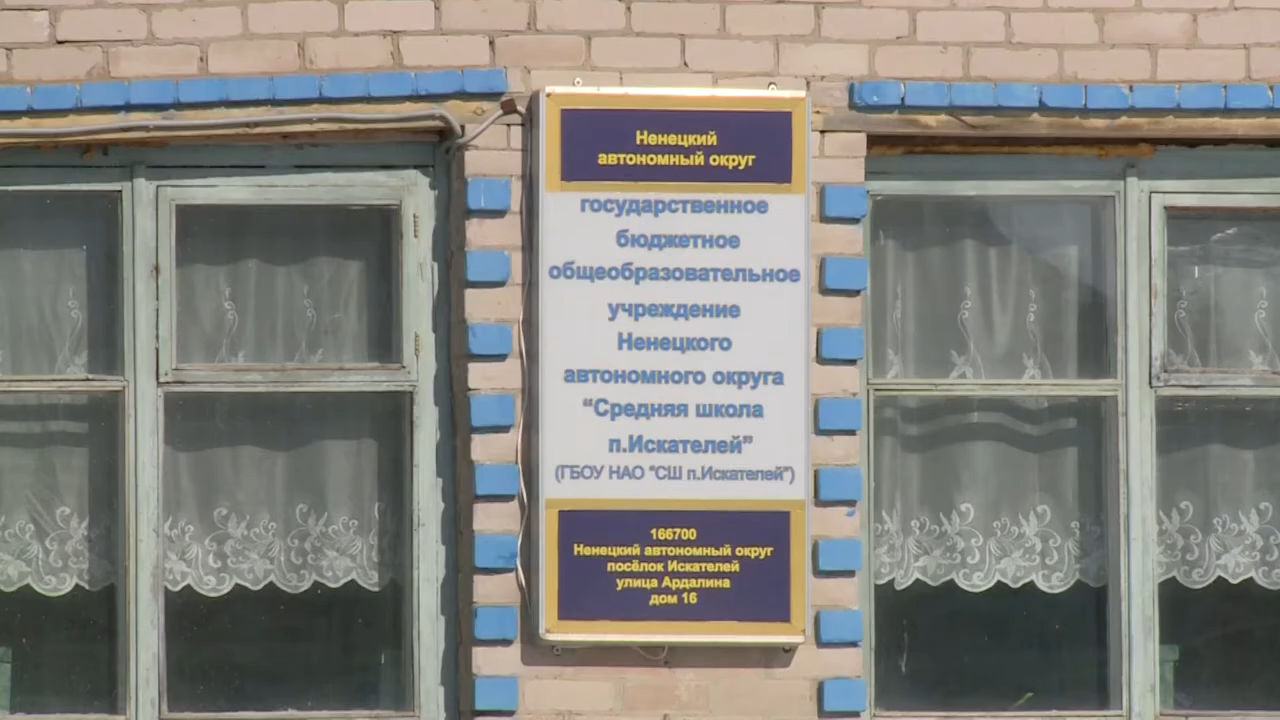 Ненецкий
автономный округ
государственное
бюджетное
общеобразовательное
учреждение
Ненецкого
автономного округа
“Средняя школа
п.Искателей”
(ГБОУ НАО “СШ п.Искателей”)
166700
Ненецкий автономный округ
посёлок Искателей
улица Ардалина
дом 16